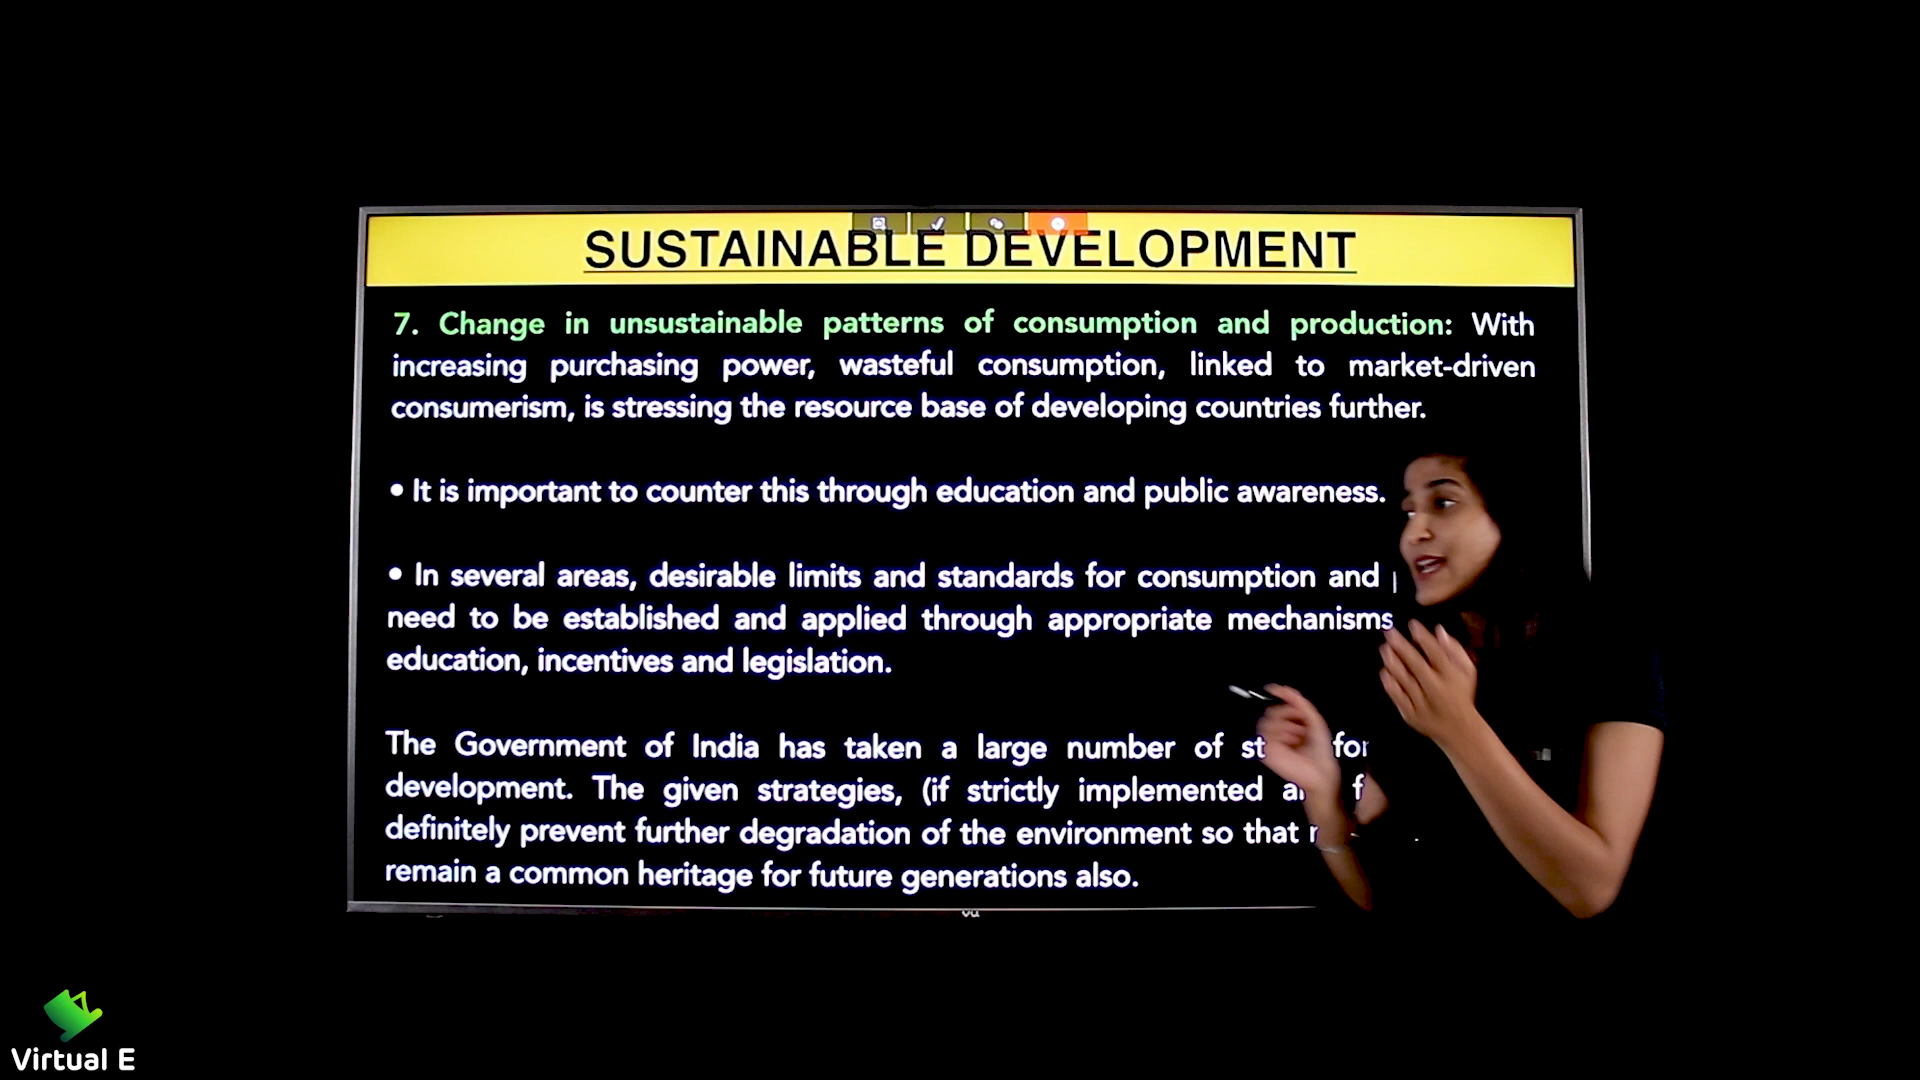 SUSTAINABLE DEVELOPMENT
7. Change in unsustainable patterns of consumption and production: With
increasing purchasing power, wasteful consumption, linked to market-driven
consumerism, is stressing the resource base of developing countries further.
• It is important to counter this through education and public awareness.
• In several areas, desirable limits and standards for consumption and
need to be established and applied through appropriate mechanisms
education, incentives and legislation.
The Government of India has taken a large number of for
development. The given strategies, (if strictly implemented
definitely prevent further degradation of the environment so that
remain a common heritage for future generations also.
Virtual E